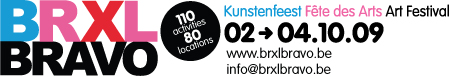 BRXL
BRAVO
110
activities
80
locations
Kunstenfeest Fête des Arts Art Festival
02 → 04.10.09
www.brxlbravo.be
info@brxlbravo.be